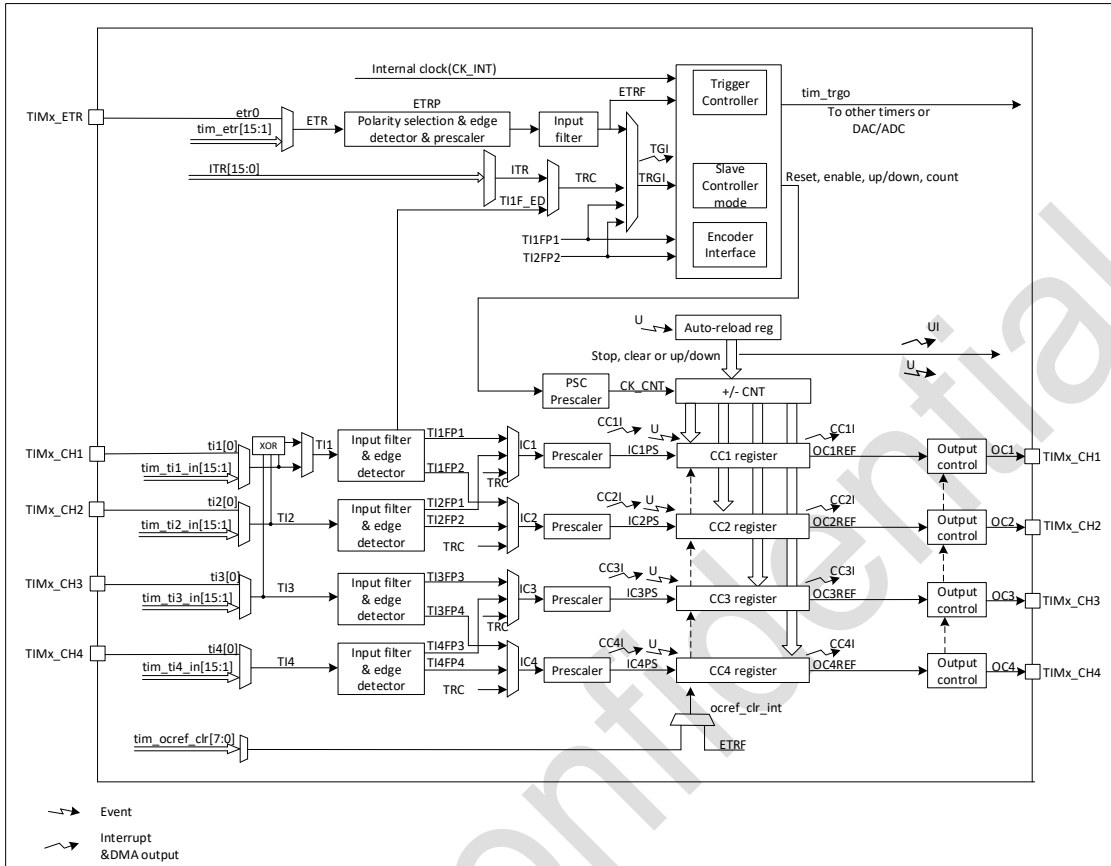 Internal clock(CK_INT)
Trigger
Controller
tim_trgo
To other timers or
DAC/ADC
TIMx_ETR
etr0
tim_etr[15:1]
ETR
ETRP
Polarity selection & edge
detector & prescaler
Input
filter
ETRF
TGI
TRGI
ITR[15:0]
ITR
TI1F_ED
TRC
Slave
Controller
mode
Reset, enable, up/down, count
TI1FP1
TI2FP2
Encoder
Interface
U
Auto-reload reg
UI
U
Stop, clear or up/down
PSC
Prescaler
CK_CNT
+/- CNT
TIMx_CH1
ti1[0]
tim_ti1_in[15:1]
XOR
TI1
Input filter
& edge
detector
TI1FP1
TI1FP2
TRC
IC1
Prescaler
IC1PS
CC1I
U
CC1 register
CC1I
OC1REF
Output
control
OC1
TIMx_CH1
TIMx_CH2
ti2[0]
tim_ti2_in[15:1]
TI2
Input filter
& edge
detector
TI2FP1
TI2FP2
TRC
IC2
Prescaler
IC2PS
CC2I
U
CC2 register
CC2I
OC2REF
Output
control
OC2
TIMx_CH2
TIMx_CH3
ti3[0]
tim_ti3_in[15:1]
TI3
Input filter
& edge
detector
TI3FP3
TI3FP4
TRC
IC3
Prescaler
IC3PS
CC3I
U
CC3 register
CC3I
OC3REF
Output
control
OC3
TIMx_CH3
TIMx_CH4
ti4[0]
tim_ti4_in[15:1]
TI4
Input filter
& edge
detector
TI4FP3
TI4FP4
TRC
IC4
Prescaler
IC4PS
CC4I
U
CC4 register
CC4I
OC4REF
Output
control
OC4
TIMx_CH4
ocref_clr_int
tim_ocref_clr[7:0]
ETRF
Event
Interrupt
&DMA output
onfidential